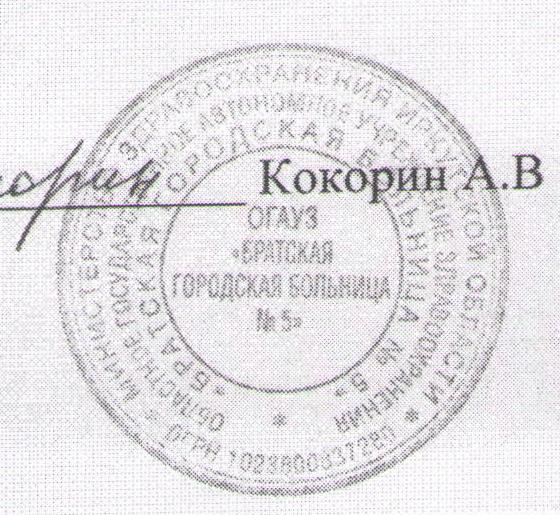 Кокорин А.В
МИНИСТЕРСТВО ЗДРАВООХРАНЕНИЯ ИРКУТСКОЙ ОБЛАСТИ
ОГРН
ОБЛАСТНОЕ ГОСУДАРСТВЕННОЕ АВТОНОМНОЕ УЧРЕЖДЕНИЕ ЗДРАВООХРАНЕНИЯ
«БРАТСКАЯ ГОРОДСКАЯ БОЛЬНИЦА № 5»
ОГАУЗ
«БРАТСКАЯ
ГОРОДСКАЯ БОЛЬНИЦА
№ 5»